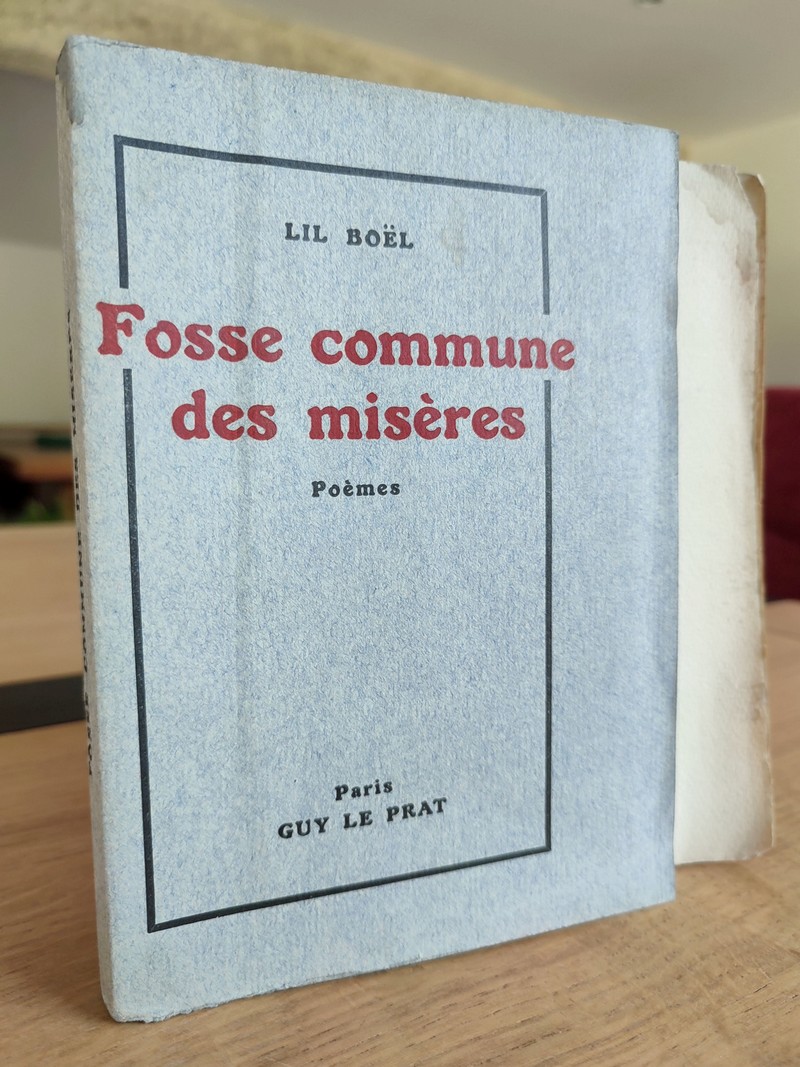 LIL BOËL
Fosse commune
des misères
Poèmes
Paris
GUY LE PRAT